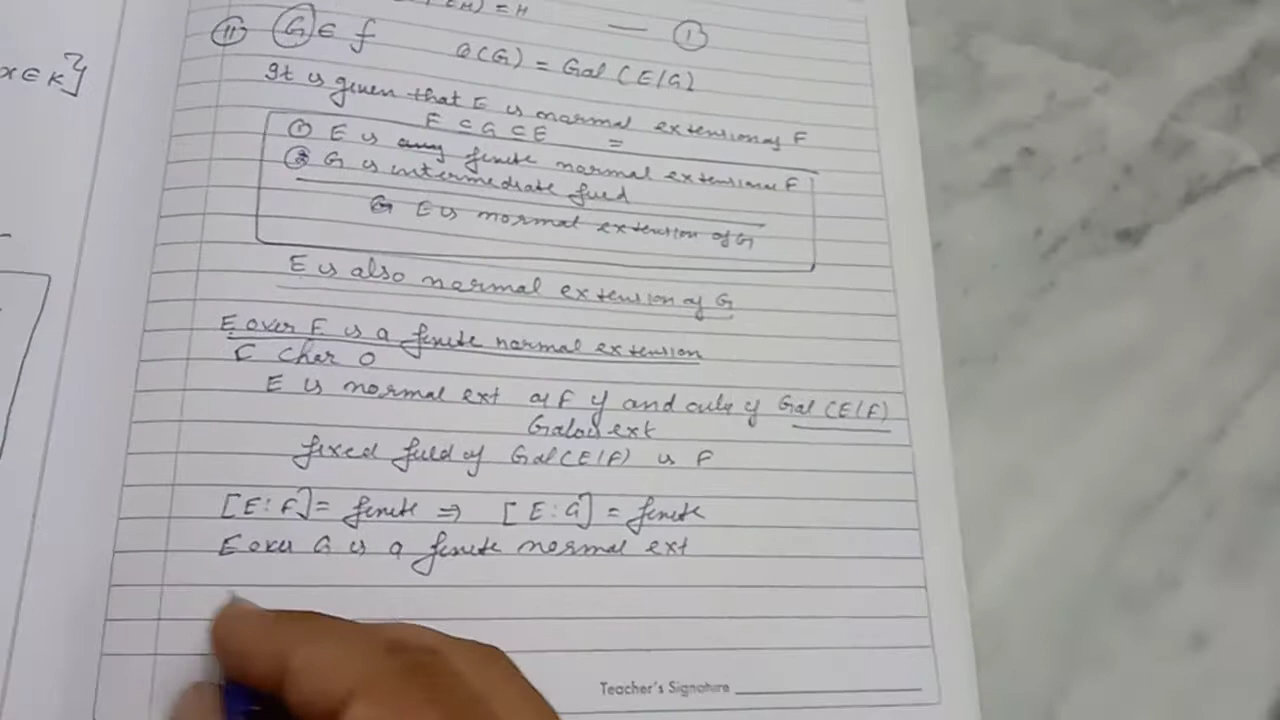 = H — ①
x ∈ K}
⑪ G ∈ f θ(G) = Gal (E/G)
It is given that E is normal extension of F
F ⊂ G ⊂ E
① E is any finite normal extension F
② G is intermediate field
G E is normal extension of G
E is also normal extension of G
E over F is a finite normal extension
F Char 0
E is normal ext of F if and only if Gal (E/F)
Galois ext
fixed field of Gal(E/F) is F
[E:F] = finite ⇒ [E:G] = finite
E over G is a finite normal ext
Teacher's Signature